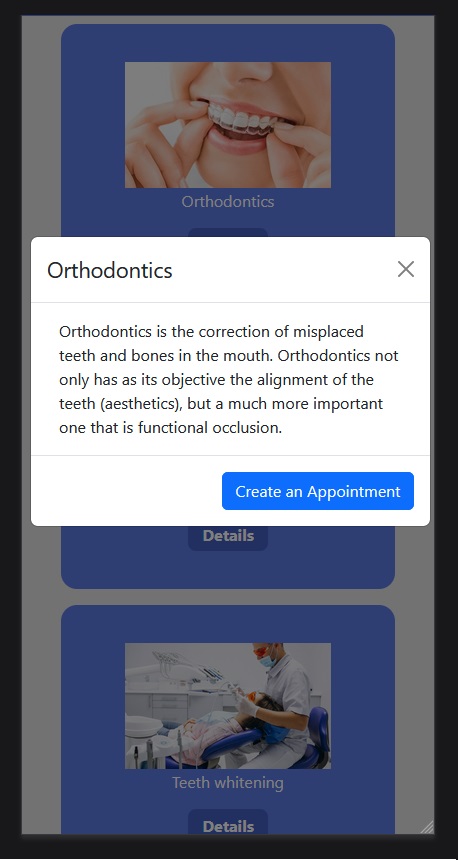 Orthodontics
Orthodontics
Orthodontics is the correction of misplaced
teeth and bones in the mouth. Orthodontics not
only has as its objective the alignment of the
teeth (aesthetics), but a much more important
one that is functional occlusion.
Create an Appointment
Details
Teeth whitening
Details